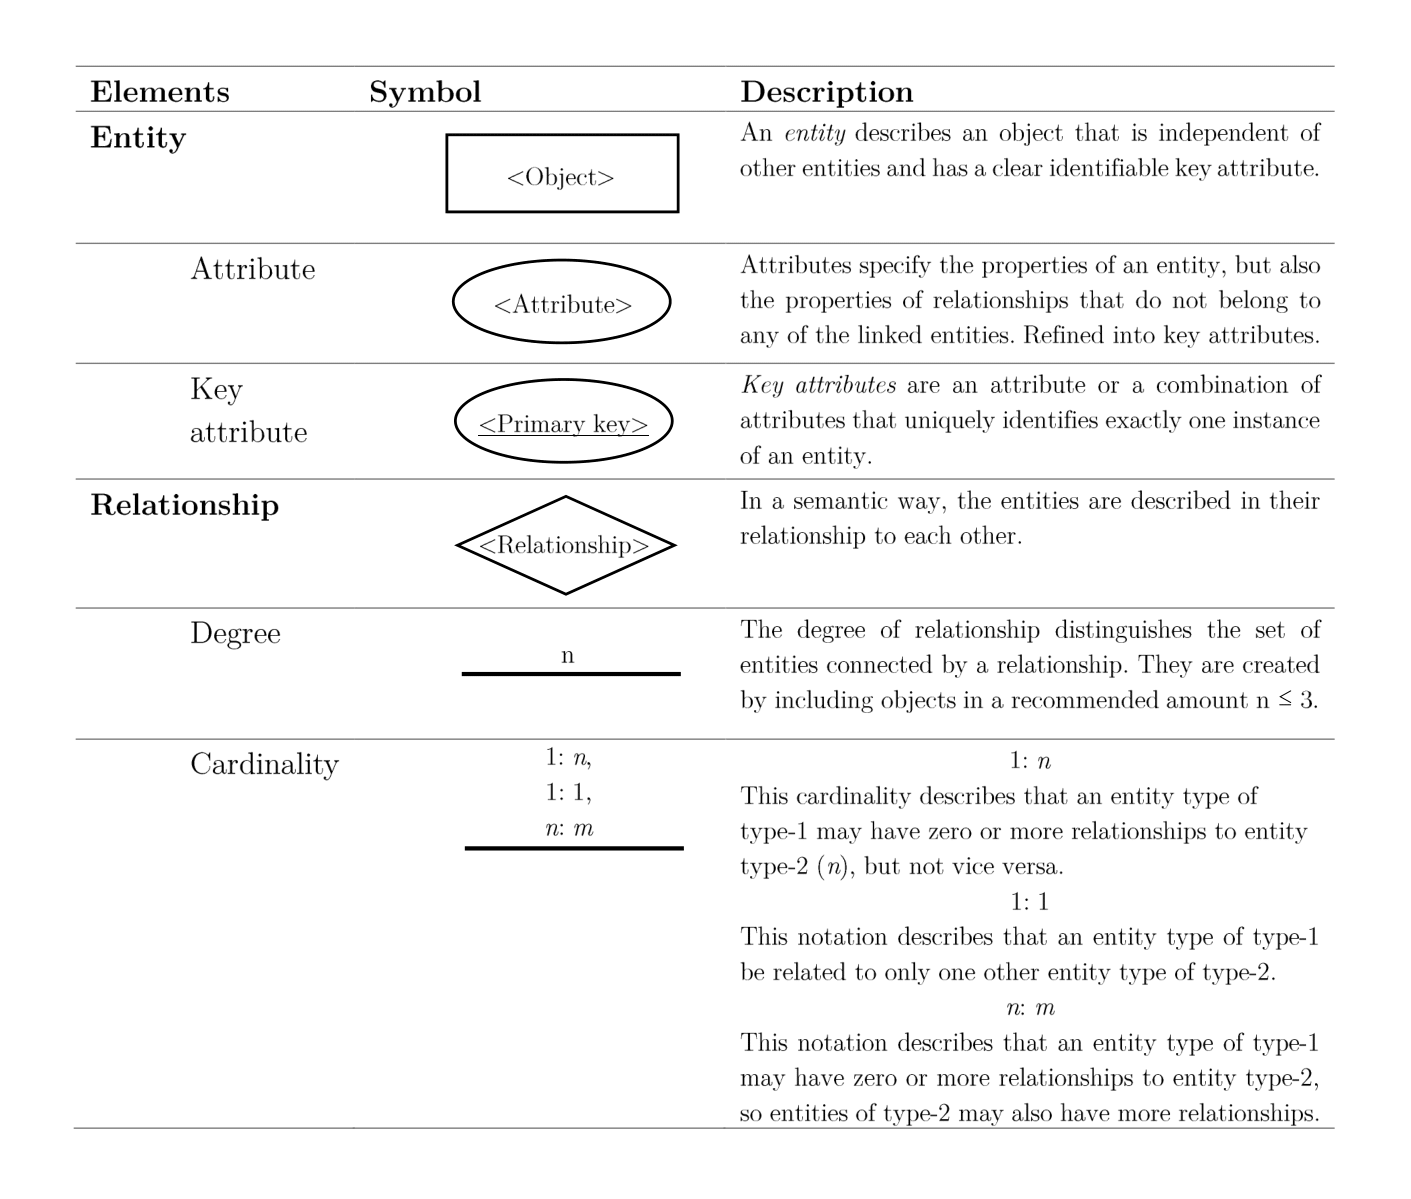 Elements Symbol Description
Entity
<Object>
An entity describes an object that is independent of
other entities and has a clear identifiable key attribute.
Attribute
<Attribute>
Attributes specify the properties of an entity, but also
the properties of relationships that do not belong to
any of the linked entities. Refined into key attributes.
Key
attribute
<Primary key>
Key attributes are an attribute or a combination of
attributes that uniquely identifies exactly one instance
of an entity.
Relationship
<Relationship>
In a semantic way, the entities are described in their
relationship to each other.
Degree
n
The degree of relationship distinguishes the set of
entities connected by a relationship. They are created
by including objects in a recommended amount n ≤ 3.
Cardinality
1: n,
1: 1,
n: m
1: n
This cardinality describes that an entity type of
type-1 may have zero or more relationships to entity
type-2 (n), but not vice versa.
1: 1
This notation describes that an entity type of type-1
be related to only one other entity type of type-2.
n: m
This notation describes that an entity type of type-1
may have zero or more relationships to entity type-2,
so entities of type-2 may also have more relationships.